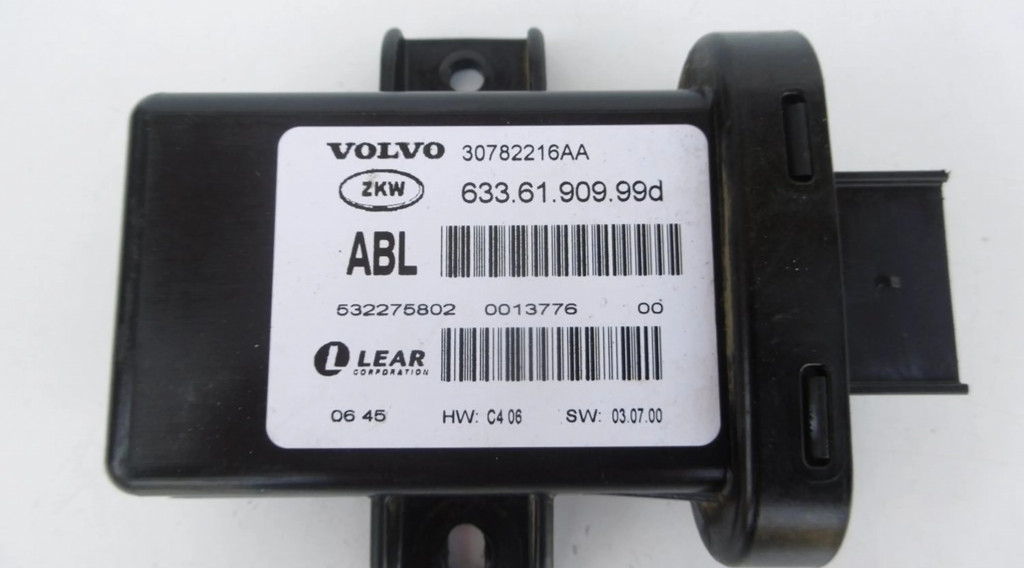 VOLVO 30782216AA
ZKW 633.61.909.99d
ABL
532275802 0013776 00
L LEAR
CORPORATION
06 45 HW: C4 06 SW: 03.07.00